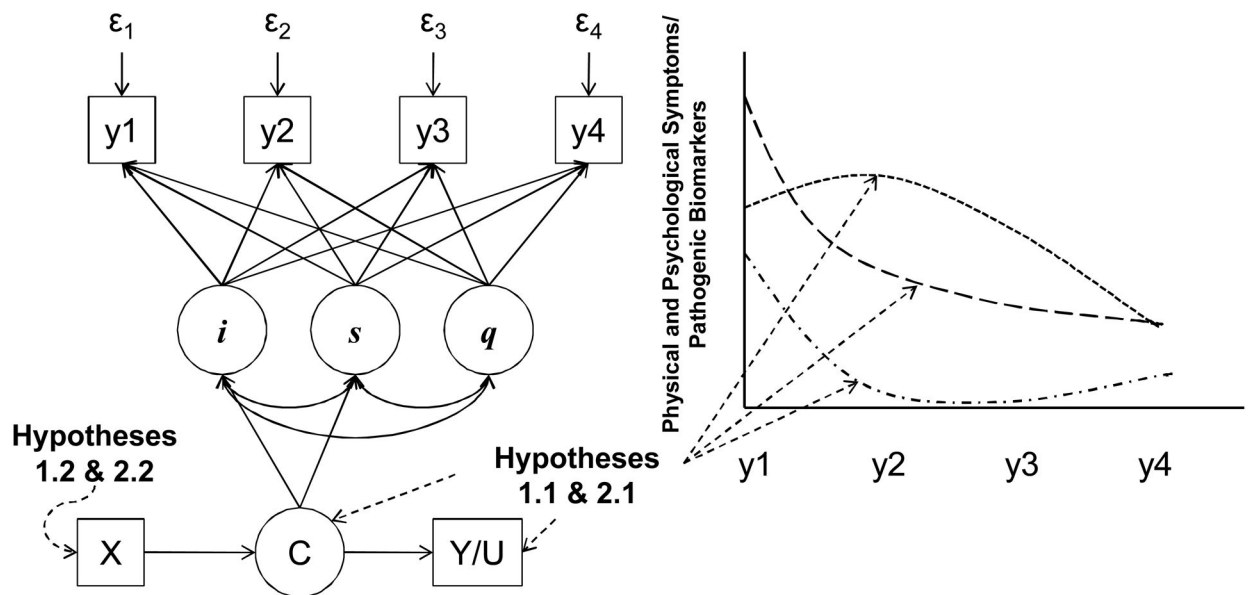 ε1 ε2 ε3 ε4
y1 y2 y3 y4
i s q
Hypotheses
1.2 & 2.2
Hypotheses
1.1 & 2.1
X C Y/U
Physical and Psychological Symptoms/
Pathogenic Biomarkers
y1 y2 y3 y4